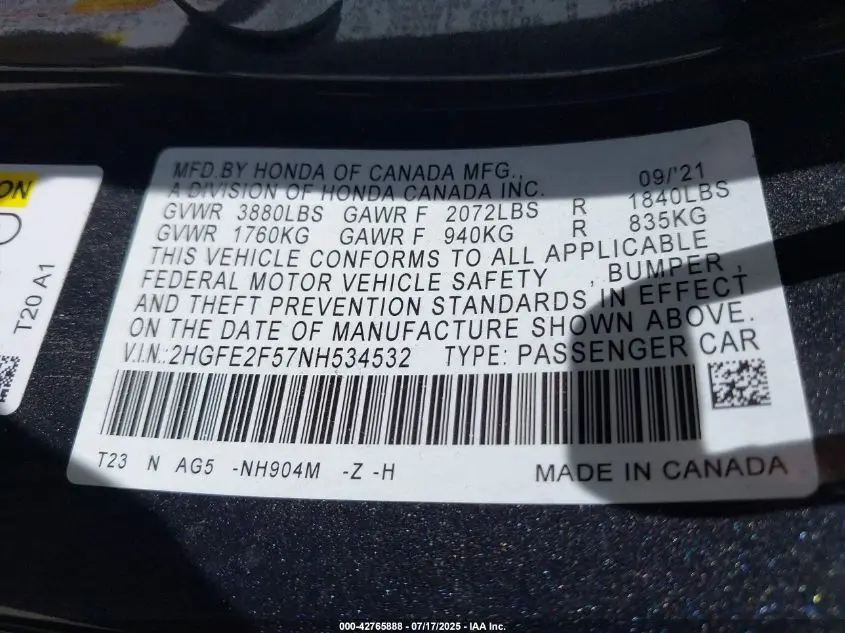 MFD.BY HONDA OF CANADA MFG.,
A DIVISION OF HONDA CANADA INC. 09/'21
GVWR 3880LBS GAWR F 2072LBS R 1840LBS
GVWR 1760KG GAWR F 940KG R 835KG
THIS VEHICLE CONFORMS TO ALL APPLICABLE
FEDERAL MOTOR VEHICLE SAFETY , BUMPER ,
AND THEFT PREVENTION STANDARDS IN EFFECT
ON THE DATE OF MANUFACTURE SHOWN ABOVE.
V.I.N.:2HGFE2F57NH534532 TYPE: PASSENGER CAR
T23 N AG5 -NH904M -Z -H MADE IN CANADA
T20 A1
000-42765888 - 07/17/2025 - IAA Inc.